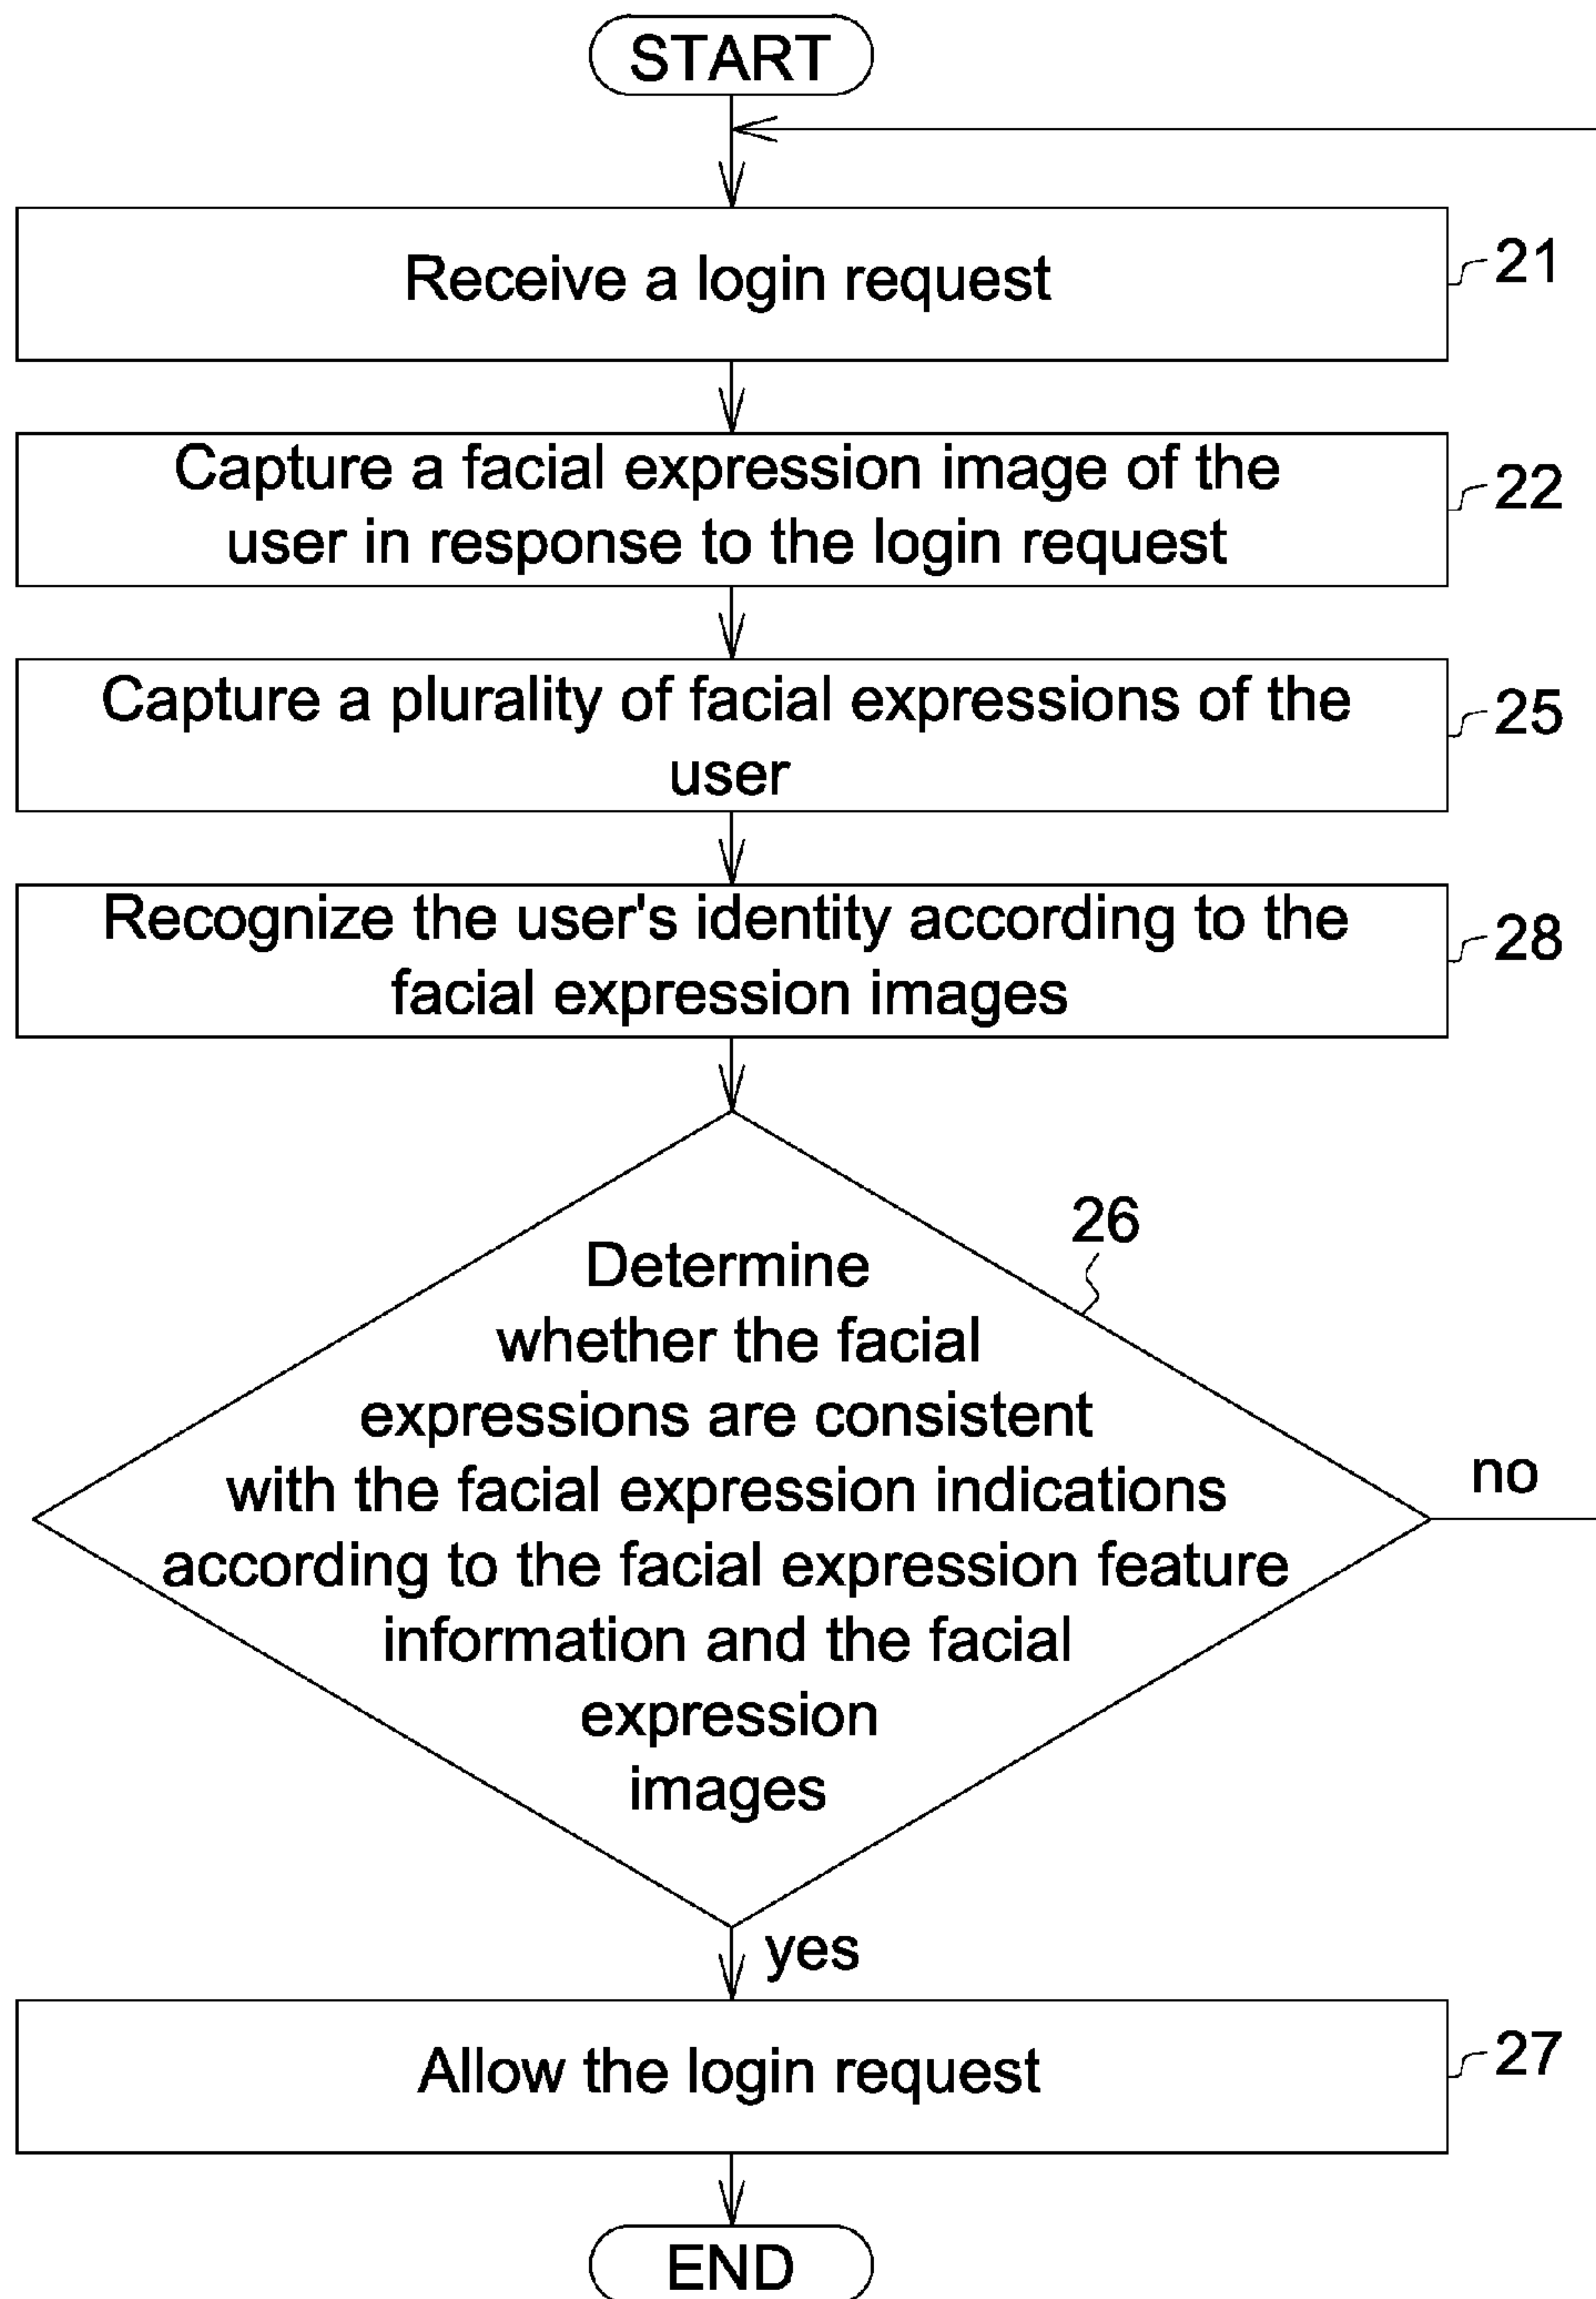 START
Receive a login request
21
Capture a facial expression image of the
user in response to the login request
22
Capture a plurality of facial expressions of the
user
25
Recognize the user's identity according to the
facial expression images
28
26
Determine
whether the facial
expressions are consistent
with the facial expression indications
according to the facial expression feature
information and the facial
expression
images
no
yes
Allow the login request
27
END